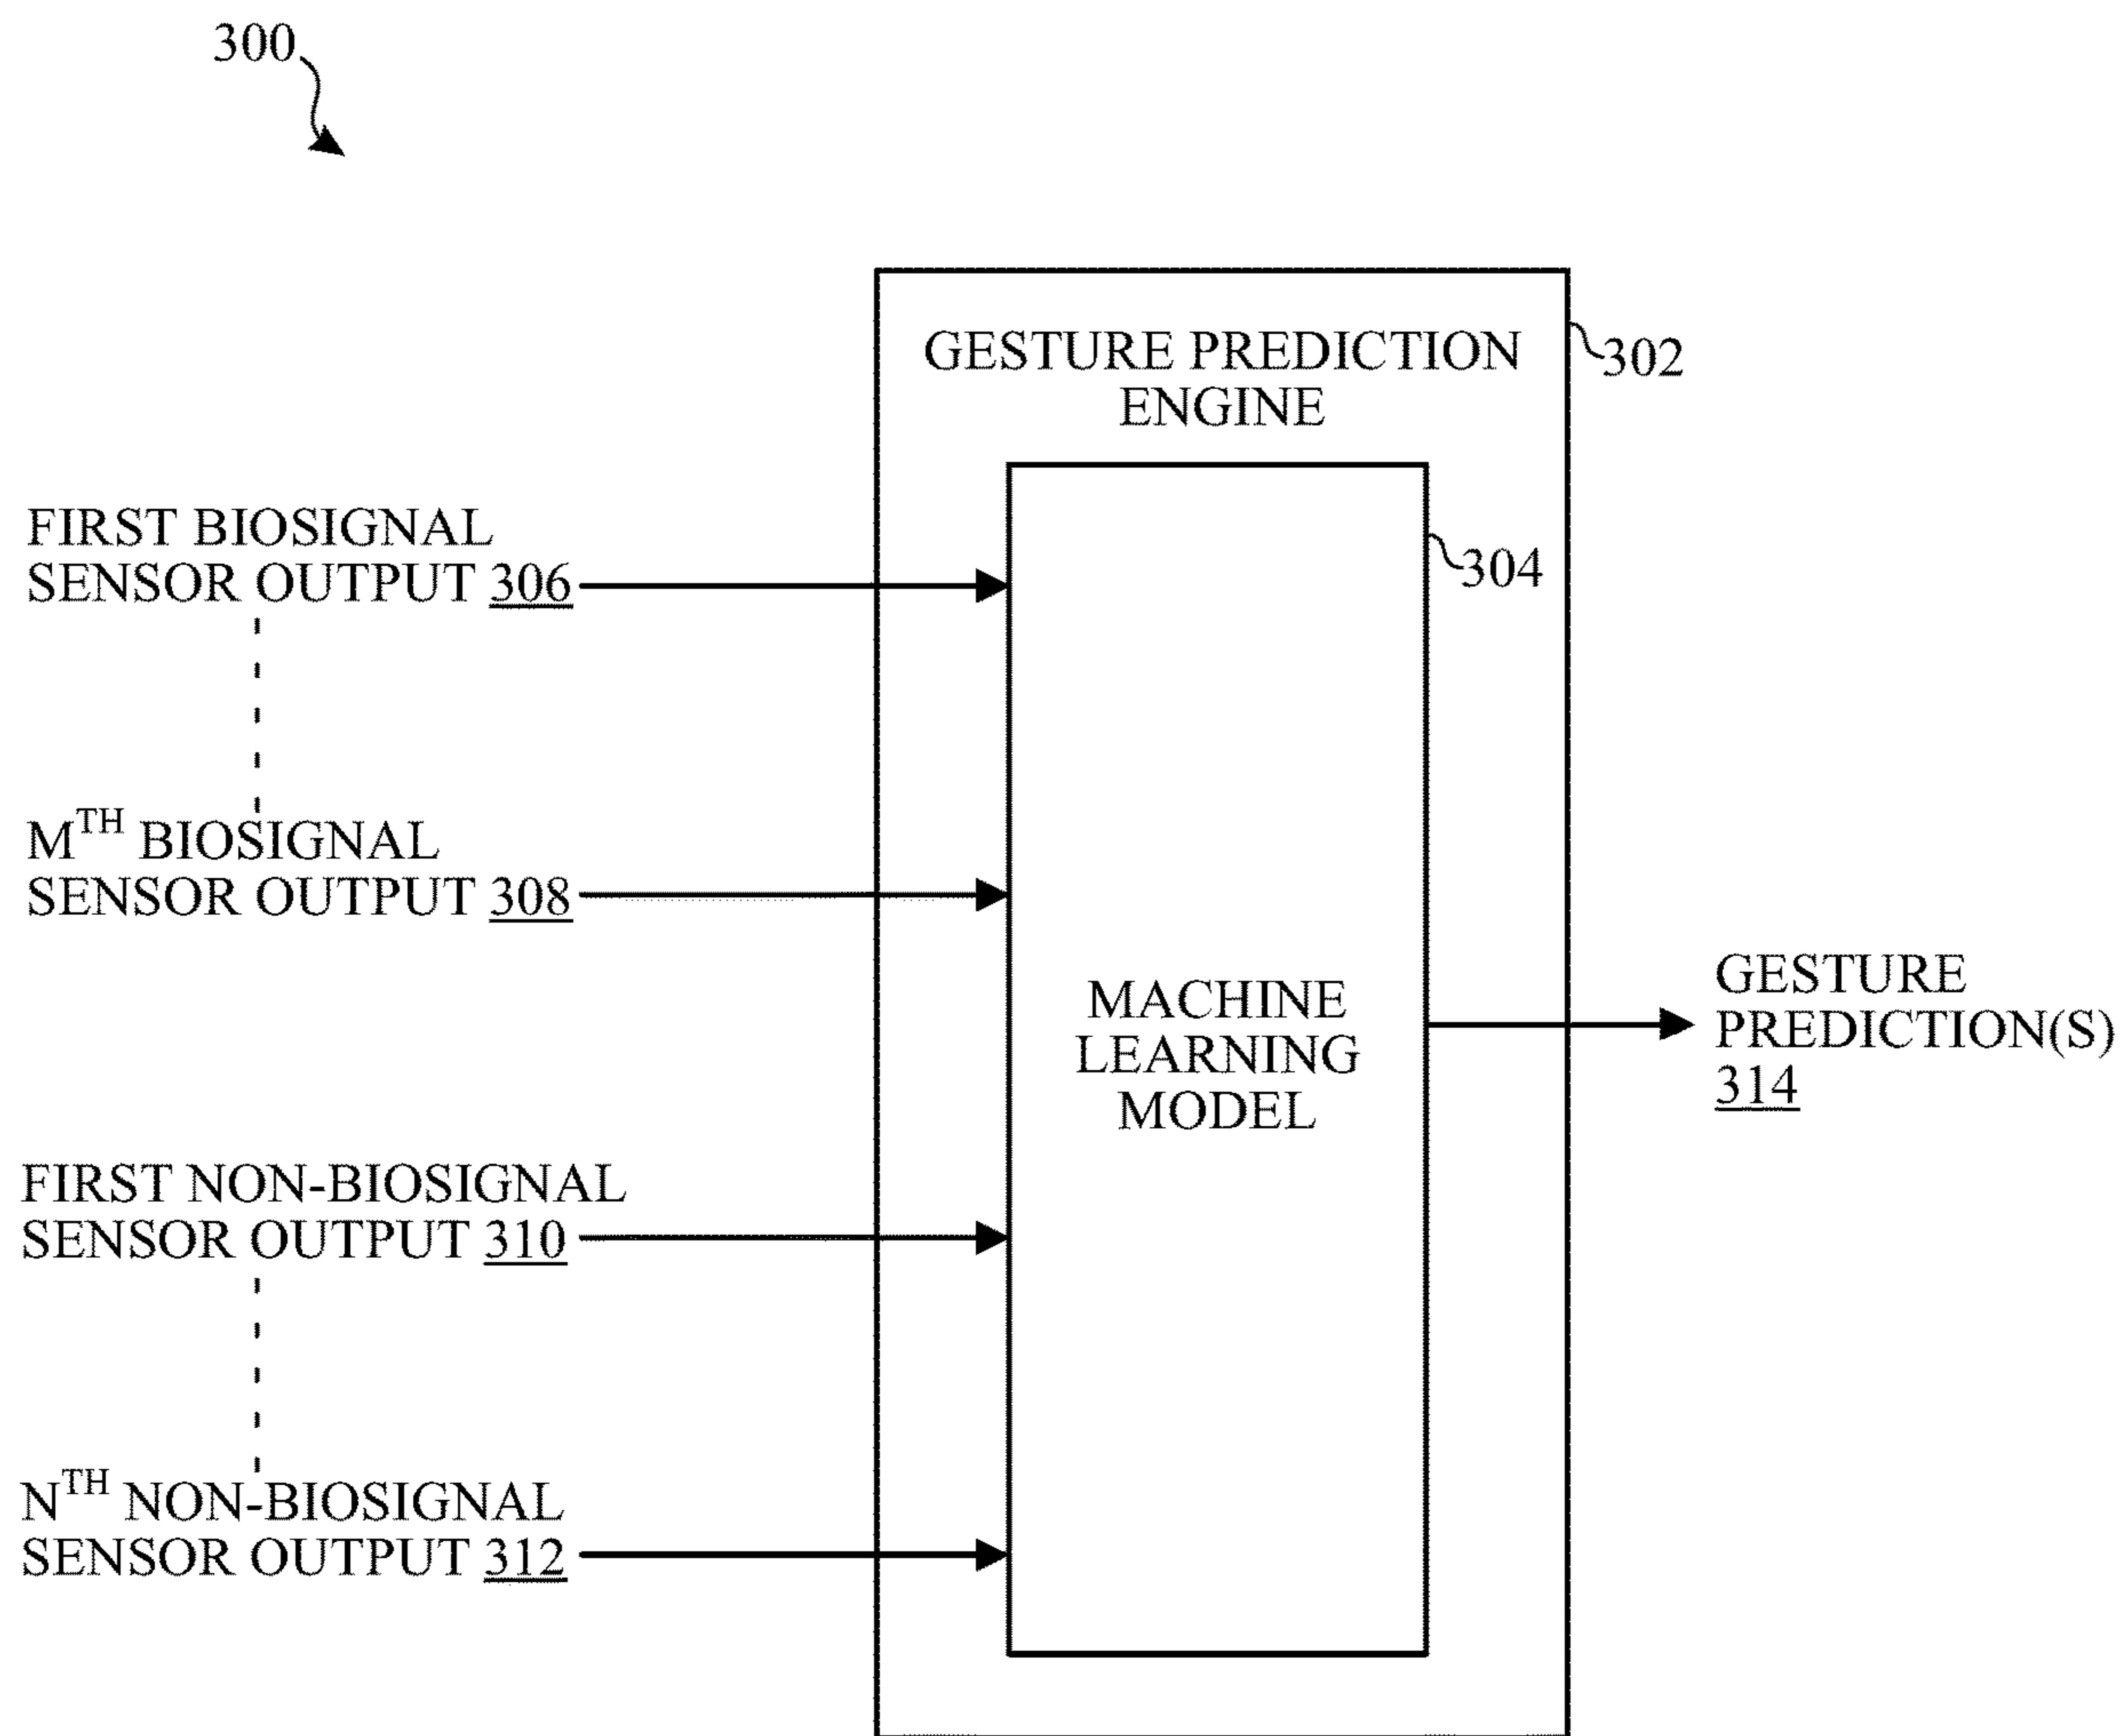 300
GESTURE PREDICTION
ENGINE
302
FIRST BIOSIGNAL
SENSOR OUTPUT 306
304
MTH BIOSIGNAL
SENSOR OUTPUT 308
MACHINE
LEARNING
MODEL
GESTURE
PREDICTION(S)
314
FIRST NON-BIOSIGNAL
SENSOR OUTPUT 310
NTH NON-BIOSIGNAL
SENSOR OUTPUT 312